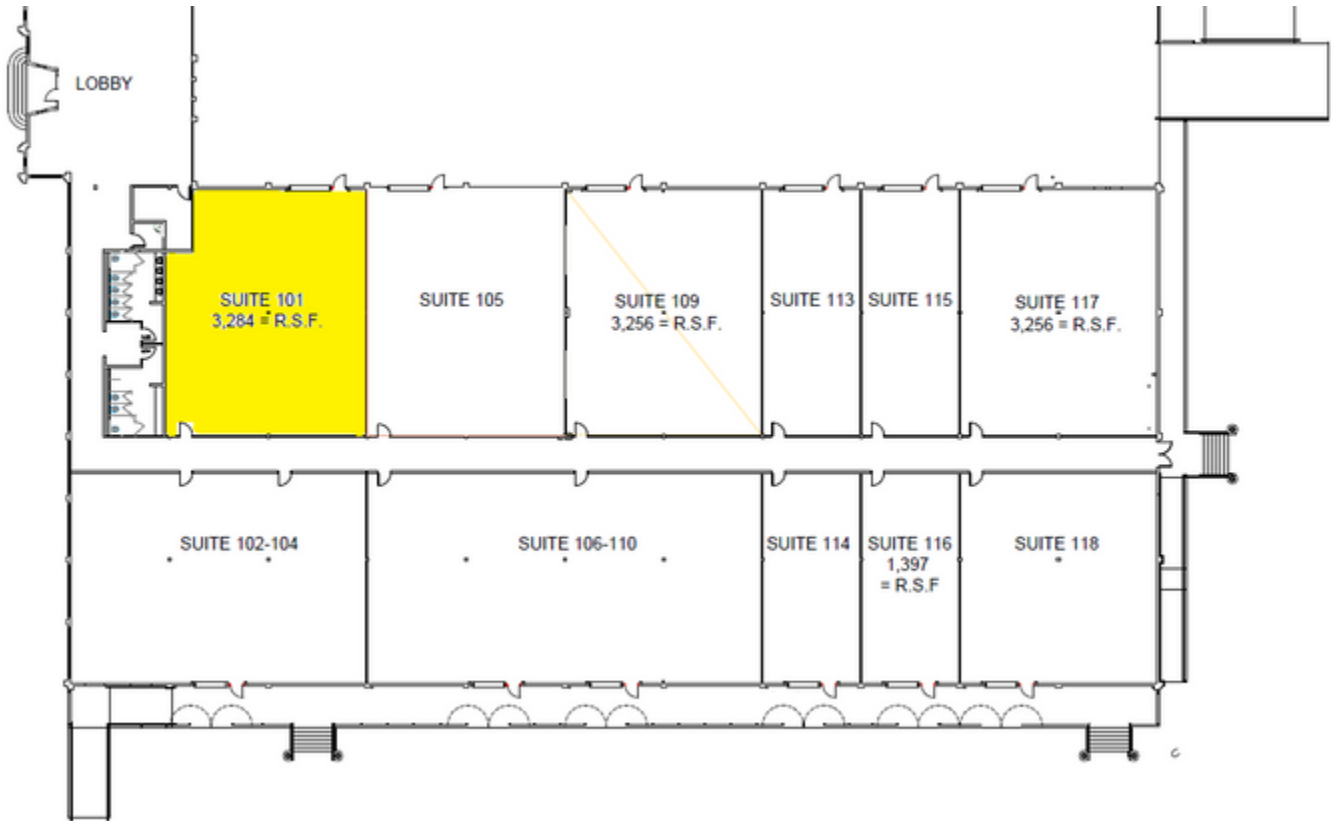 LOBBY
SUITE 101
3,284 = R.S.F.
SUITE 105
SUITE 109
3,256 = R.S.F.
SUITE 113
SUITE 115
SUITE 117
3,256 = R.S.F.
SUITE 102-104
SUITE 106-110
SUITE 114
SUITE 116
1,397
= R.S.F
SUITE 118